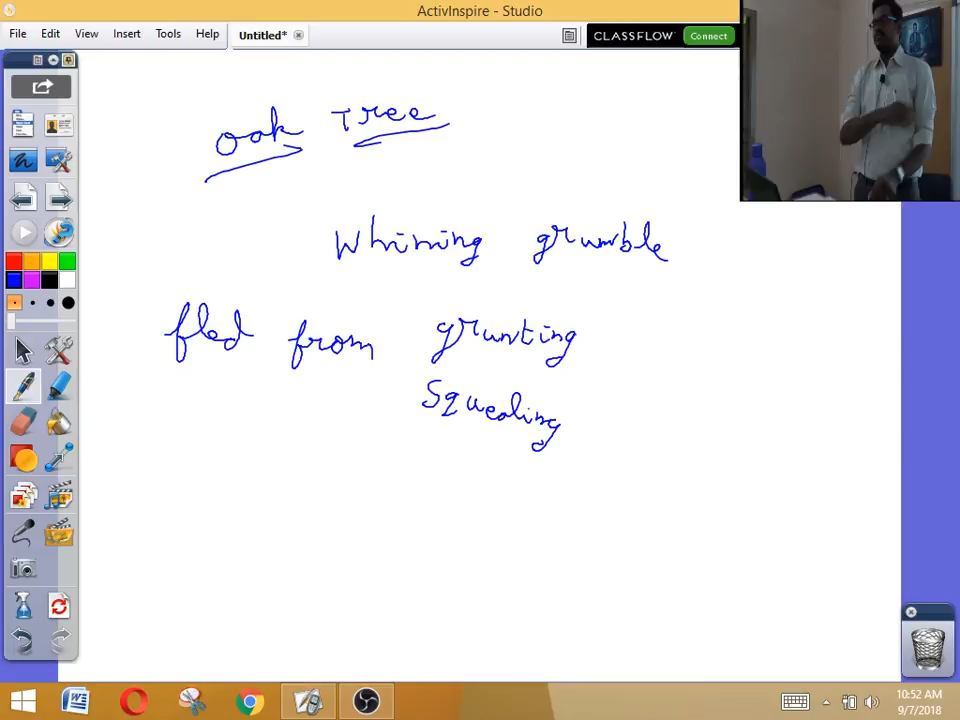 ActivInspire - Studio
File Edit View Insert Tools Help Untitled* CLASSFLOW Connect
Oak Tree
Whining grumble
fled from grunting
Squealing
10:52 AM
9/7/2018